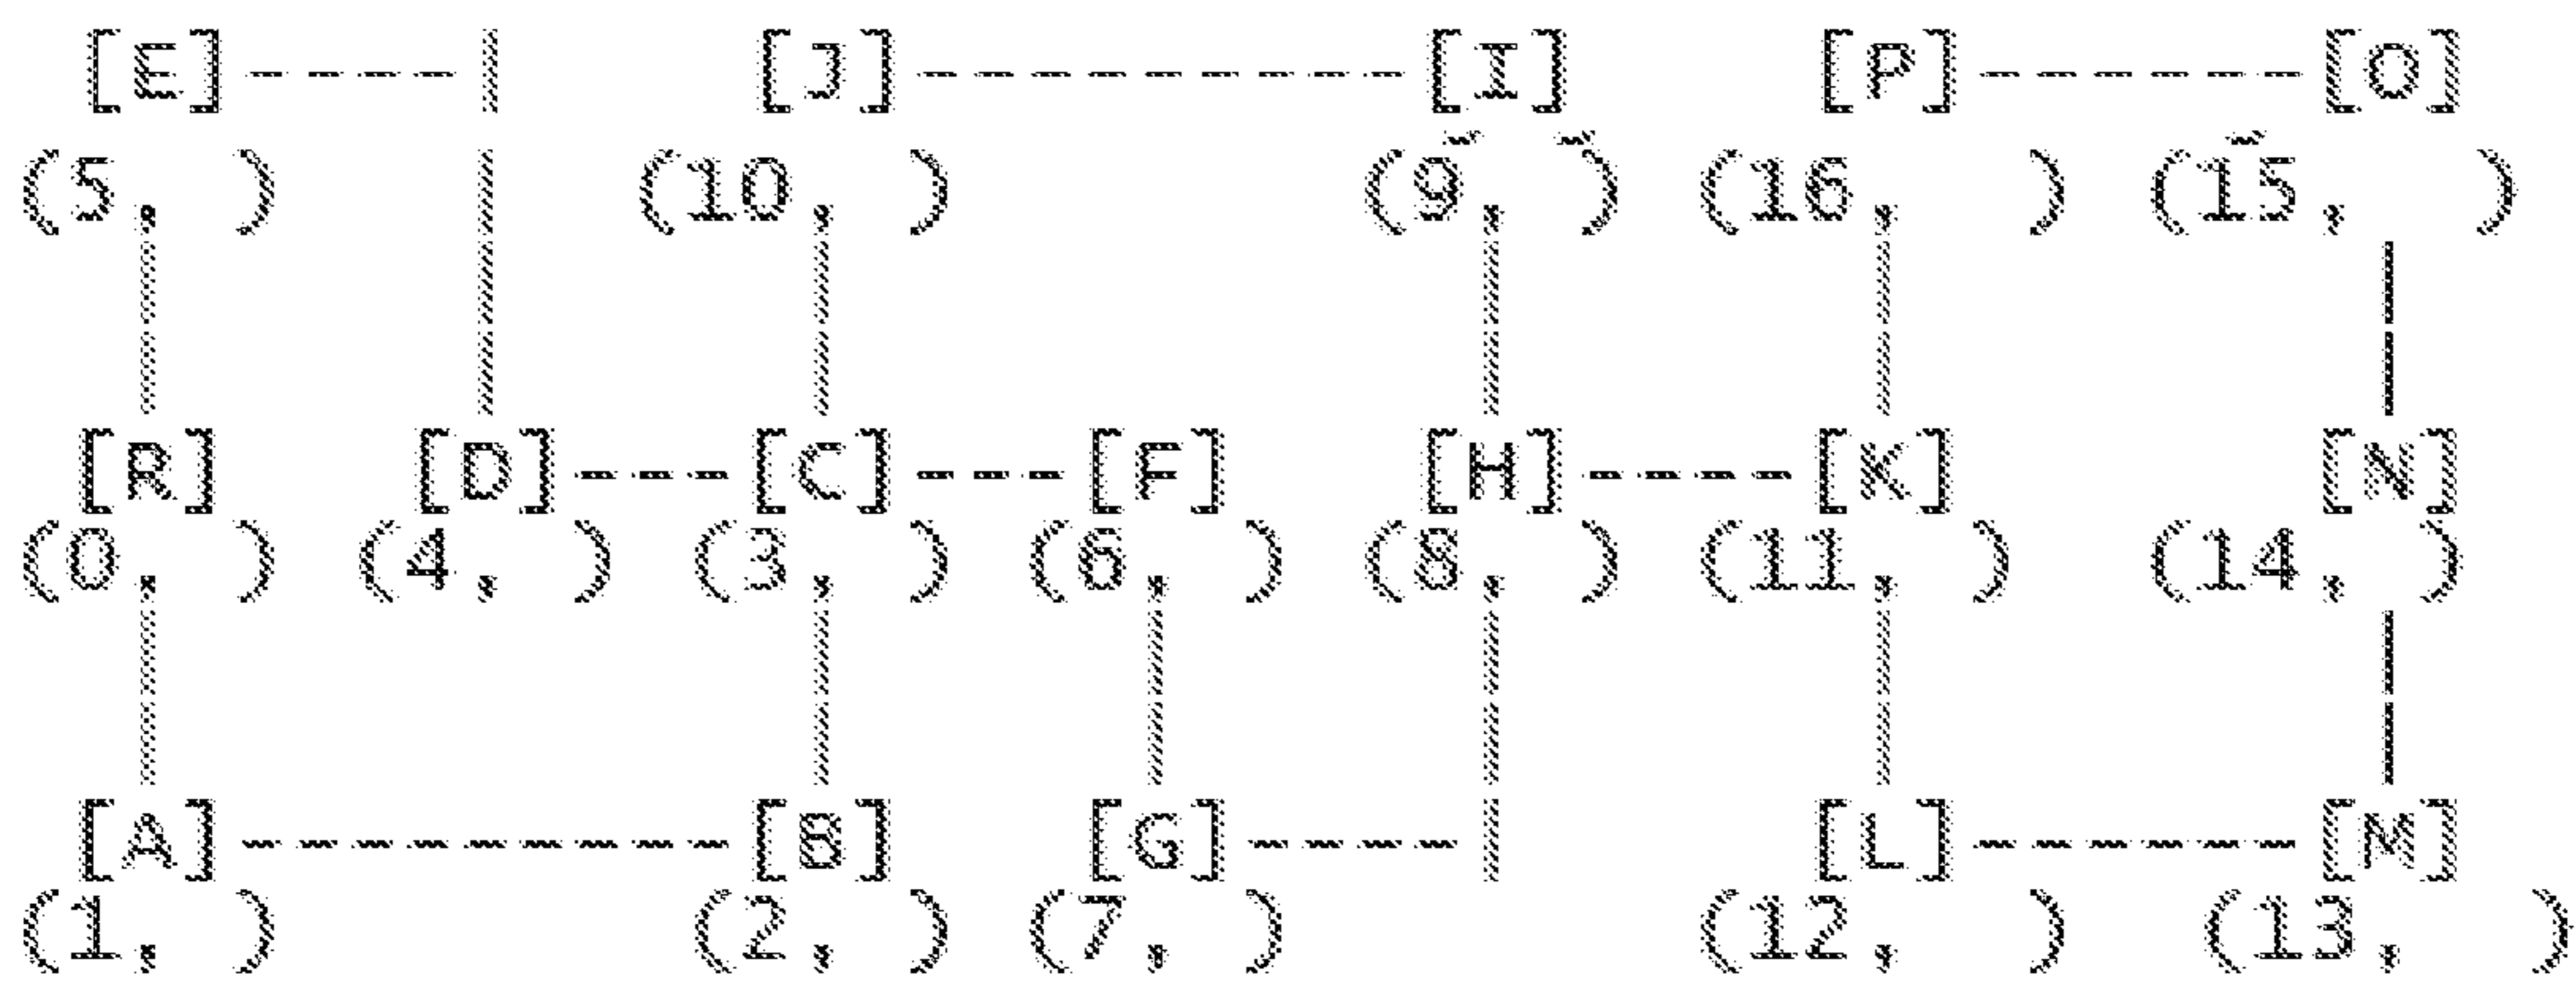 [E]----| [J]---------[I] [P]------[O]
(5, ) | (10, ) (9, ) (16, ) (15, )
| | | | | |
| | | | | |
[R] [D]---[C]---[F] [H]----[K] [N]
(0, ) (4, ) (3, ) (6, ) (8, ) (11, ) (14, )
| | | | | |
| | | | | |
[A]---------[B] [G]----| [L]------[M]
(1, ) (2, ) (7, ) (12, ) (13, )